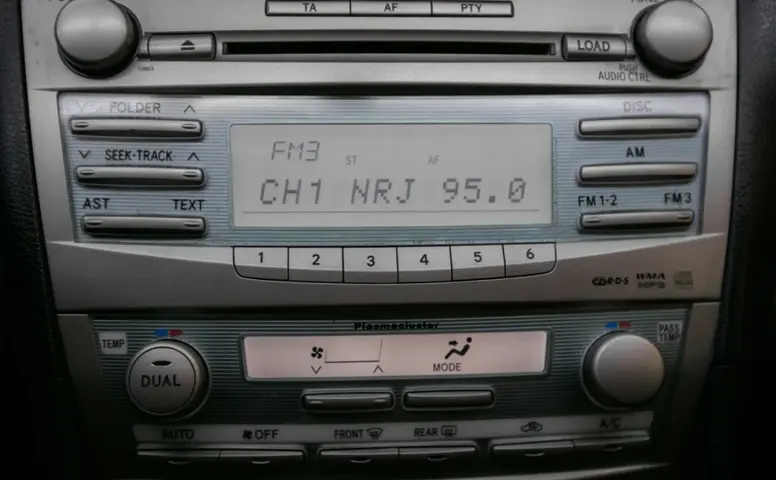 TA AF PTY
LOAD
PUSH
AUDIO CTRL
FOLDER
DISC
SEEK·TRACK
AM
AST TEXT
FM1-2 FM3
FM3 ST AF
CH1 NRJ 95.0
1 2 3 4 5 6
R·D·S WMA
MP3
Plasmacluster
TEMP
PASS
TEMP
DUAL
MODE
AUTO OFF FRONT REAR A/C